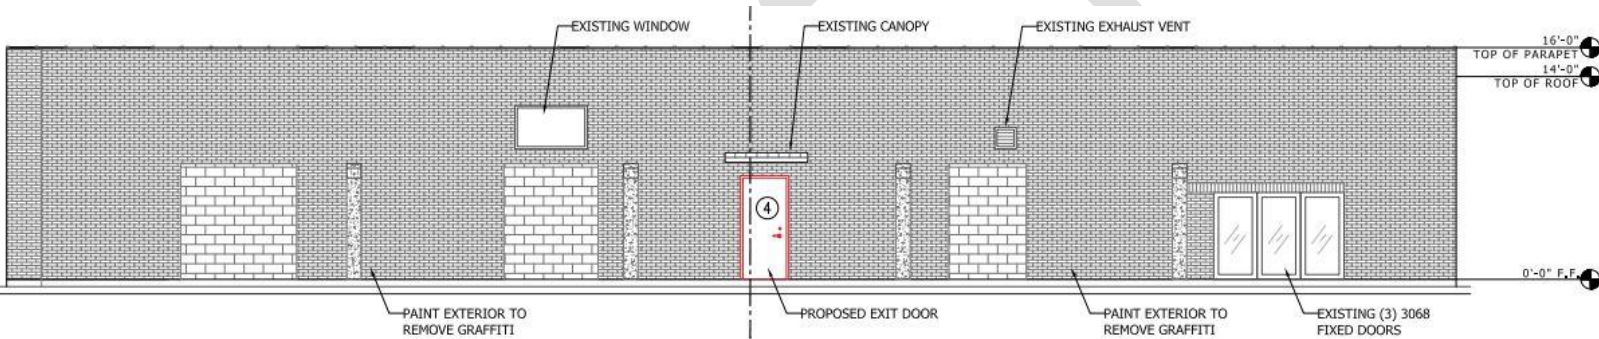 EXISTING WINDOW
EXISTING CANOPY
EXISTING EXHAUST VENT
16'-0"
TOP OF PARAPET
14'-0"
TOP OF ROOF
4
0'-0" F.F.
PAINT EXTERIOR TO
REMOVE GRAFFITI
PROPOSED EXIT DOOR
PAINT EXTERIOR TO
REMOVE GRAFFITI
EXISTING (3) 3068
FIXED DOORS